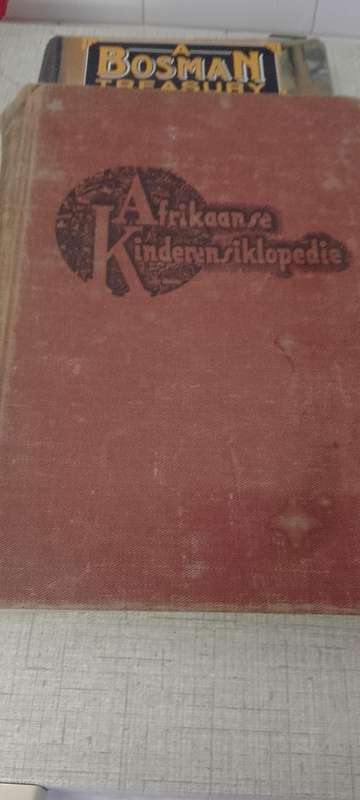 A
BOSMAN
TREASURY
Afrikaanse
Kinderensiklopedie